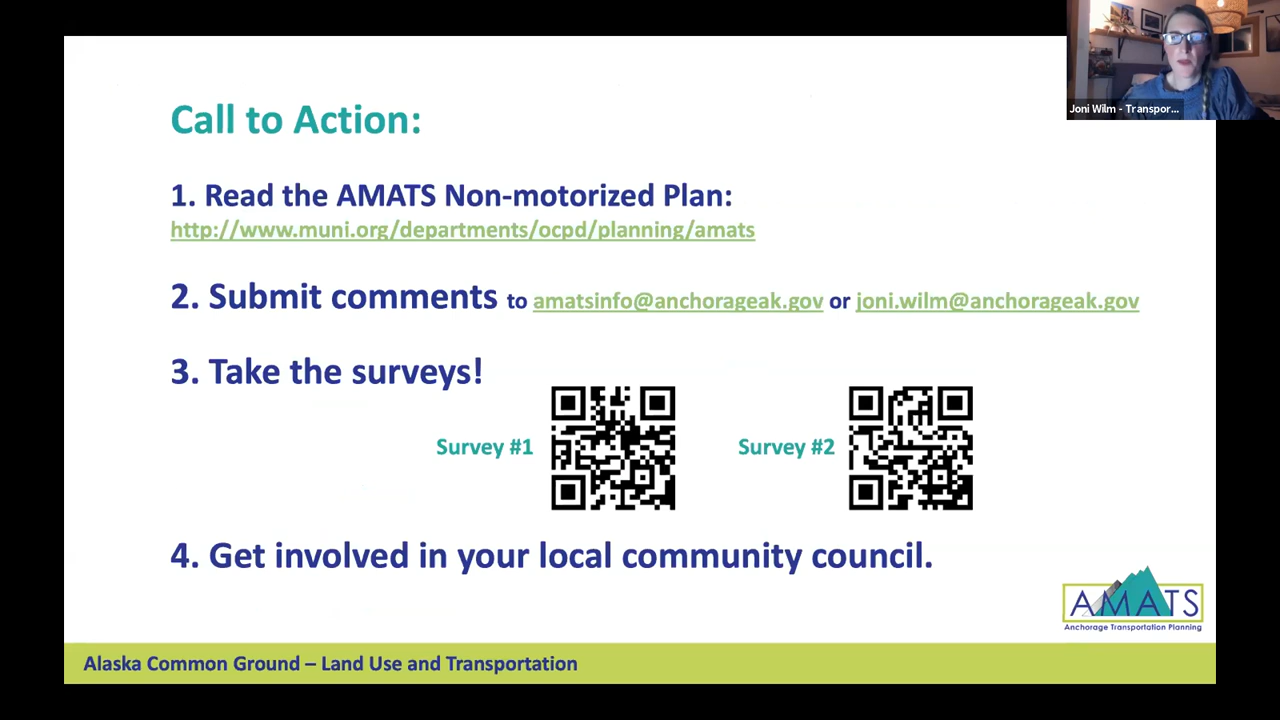 Joni Wilm - Transpor...
Call to Action:
1. Read the AMATS Non-motorized Plan:
http://www.muni.org/departments/ocpd/planning/amats
2. Submit comments to amatsinfo@anchorageak.gov or joni.wilm@anchorageak.gov
3. Take the surveys!
Survey #1
Survey #2
4. Get involved in your local community council.
AMATS
Anchorage Transportation Planning
Alaska Common Ground – Land Use and Transportation